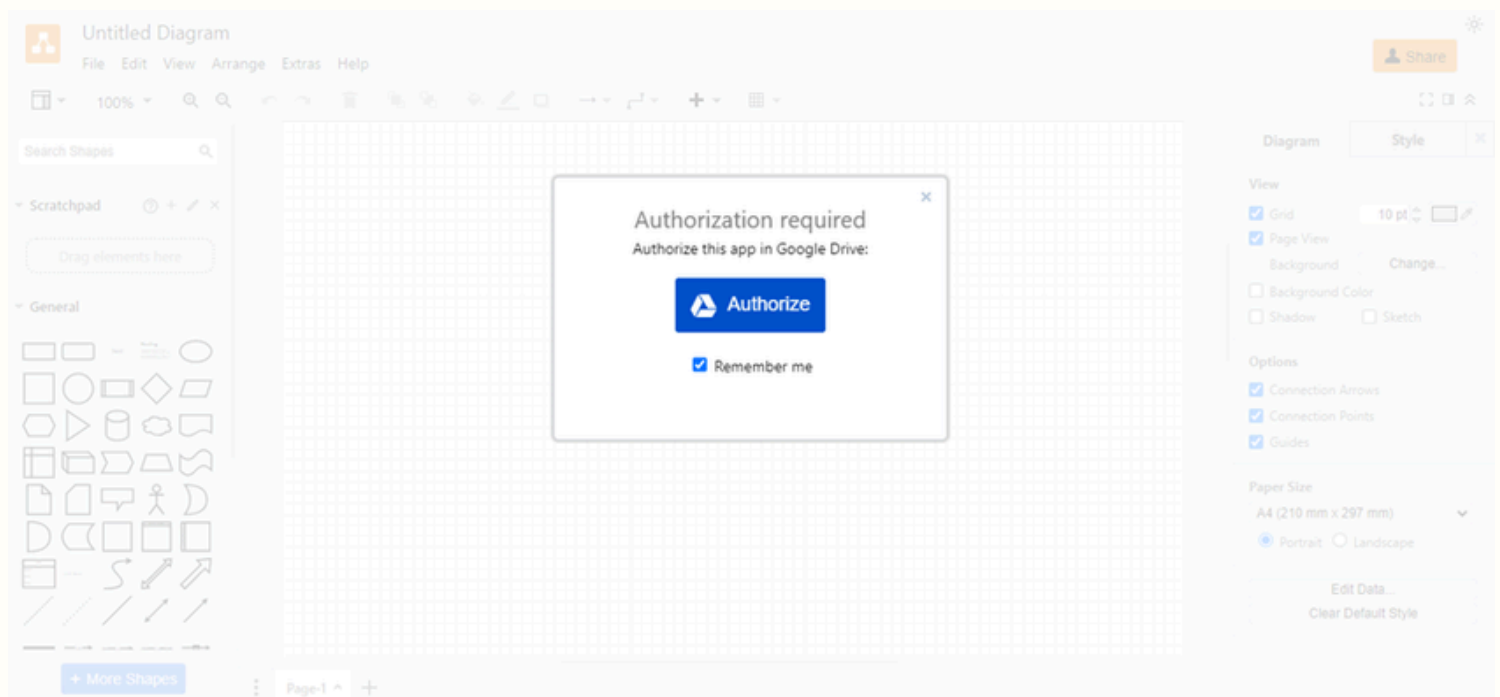 Untitled Diagram
File Edit View Arrange Extras Help
Share
100%
Search Shapes
Scratchpad
Drag elements here
General
+ More Shapes
Page-1
Authorization required
Authorize this app in Google Drive:
Authorize
Remember me
Diagram Style
View
Grid 10 pt
Page View
Background Change...
Background Color
Shadow Sketch
Options
Connection Arrows
Connection Points
Guides
Paper Size
A4 (210 mm x 297 mm)
Portrait Landscape
Edit Data...
Clear Default Style